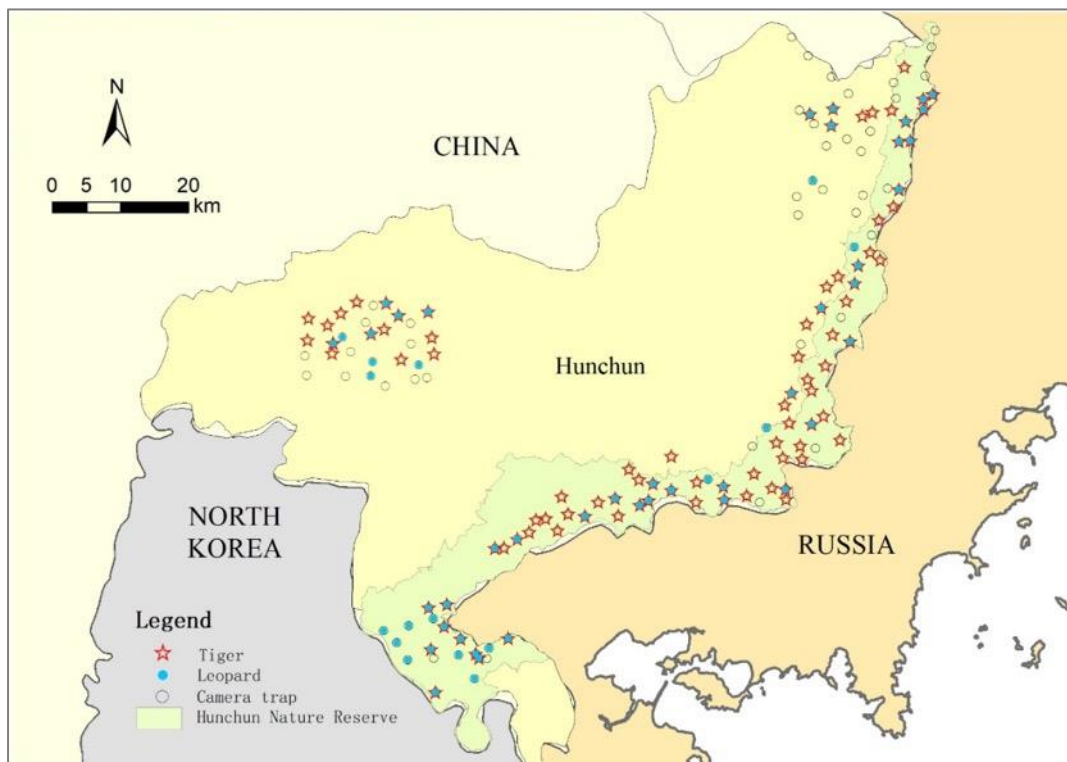 N
CHINA
0 5 10 20
km
Hunchun
NORTH
KOREA
RUSSIA
Legend
Tiger
Leopard
Camera trap
Hunchun Nature Reserve